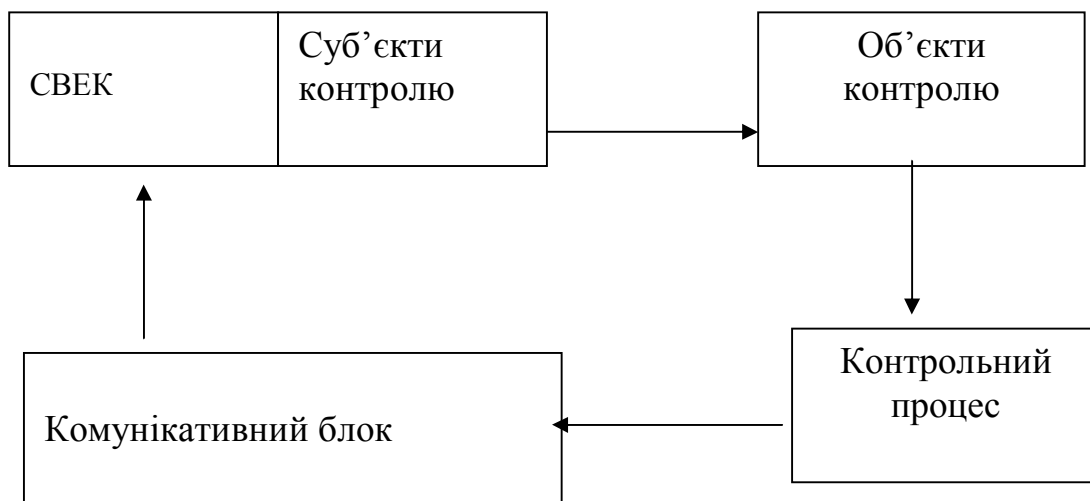 СВЕК
Суб’єкти
контролю
Об’єкти
контролю
Контрольний
процес
Комунікативний блок